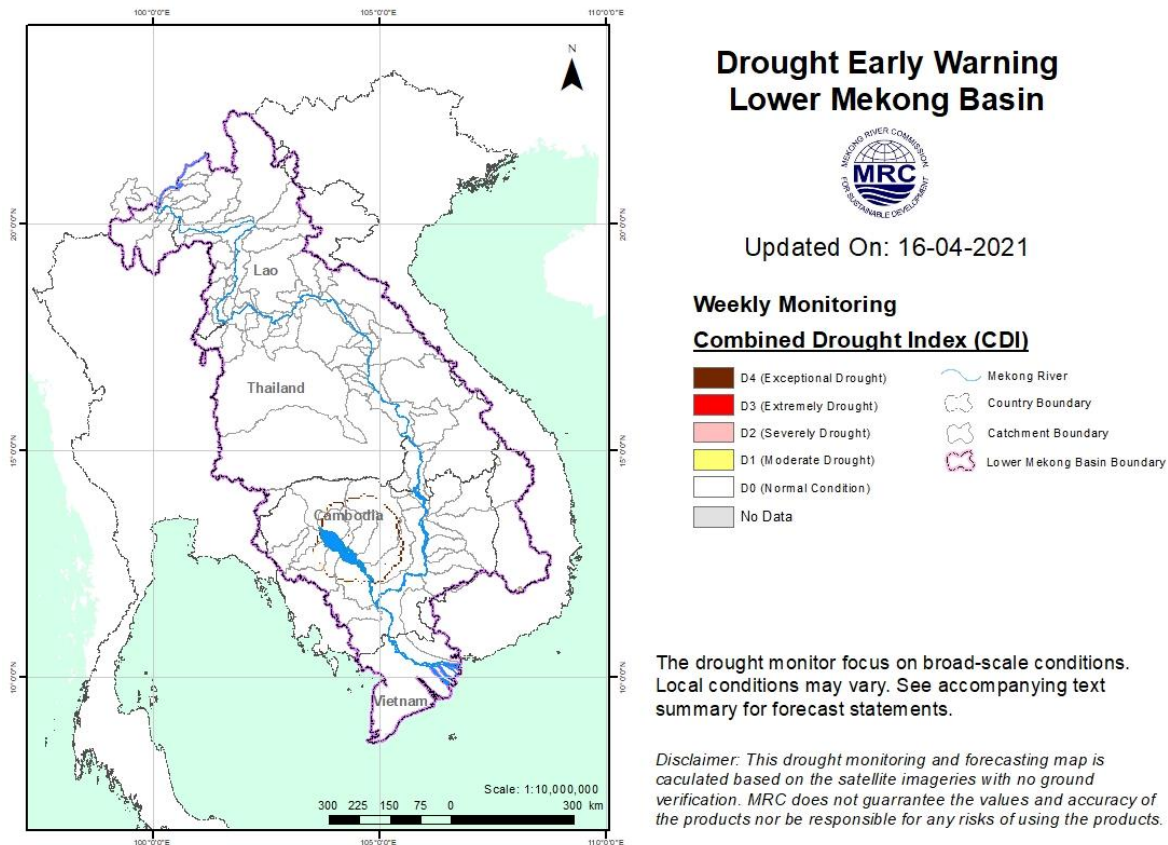 100°0'0"E 105°0'0"E 110°0'0"E
N
20°0'0"N 20°0'0"N
Lao
Thailand
15°0'0"N 15°0'0"N
Cambodia
10°0'0"N 10°0'0"N
Vietnam
Scale: 1:10,000,000
300 225 150 75 0 300 km
100°0'0"E 105°0'0"E 110°0'0"E
Drought Early Warning
Lower Mekong Basin
MEKONG RIVER COMMISSION
MRC
FOR SUSTAINABLE DEVELOPMENT
Updated On: 16-04-2021
Weekly Monitoring
Combined Drought Index (CDI)
D4 (Exceptional Drought)
D3 (Extremely Drought)
D2 (Severely Drought)
D1 (Moderate Drought)
D0 (Normal Condition)
No Data
Mekong River
Country Boundary
Catchment Boundary
Lower Mekong Basin Boundary
The drought monitor focus on broad-scale conditions.
Local conditions may vary. See accompanying text
summary for forecast statements.
Disclaimer: This drought monitoring and forecasting map is
caculated based on the satellite imageries with no ground
verification. MRC does not guarrantee the values and accuracy of
the products nor be responsible for any risks of using the products.